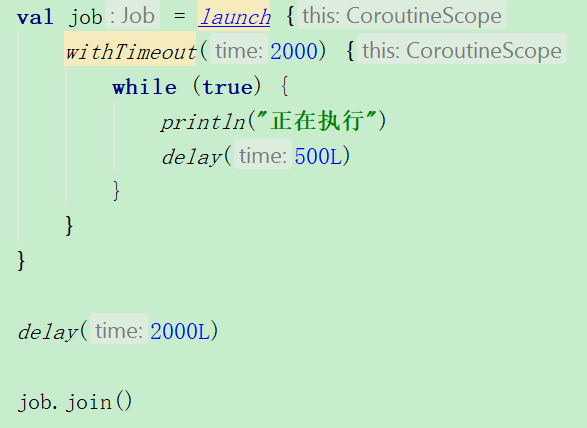 val job : Job = launch { this: CoroutineScope
withTimeout( time: 2000) { this: CoroutineScope
while (true) {
println("正在执行")
delay( time: 500L)
}
}
}
delay( time: 2000L)
job.join()